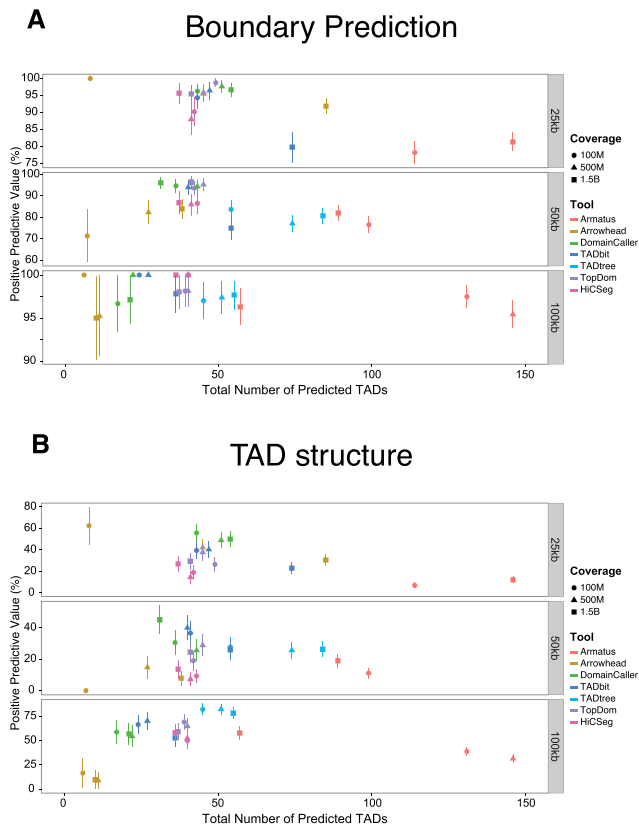 A
Boundary Prediction
Positive Predictive Value (%)
100
95
90
85
80
75
25kb
100
90
80
70
60
50kb
100
95
90
100kb
0
50
100
150
Total Number of Predicted TADs
Coverage
100M
500M
1.5B
Tool
Armatus
Arrowhead
DomainCaller
TADbit
TADtree
TopDom
HiCSeg
B
TAD structure
Positive Predictive Value (%)
80
60
40
20
0
25kb
40
20
0
50kb
75
50
25
0
100kb
0
50
100
150
Total Number of Predicted TADs
Coverage
100M
500M
1.5B
Tool
Armatus
Arrowhead
DomainCaller
TADbit
TADtree
TopDom
HiCSeg